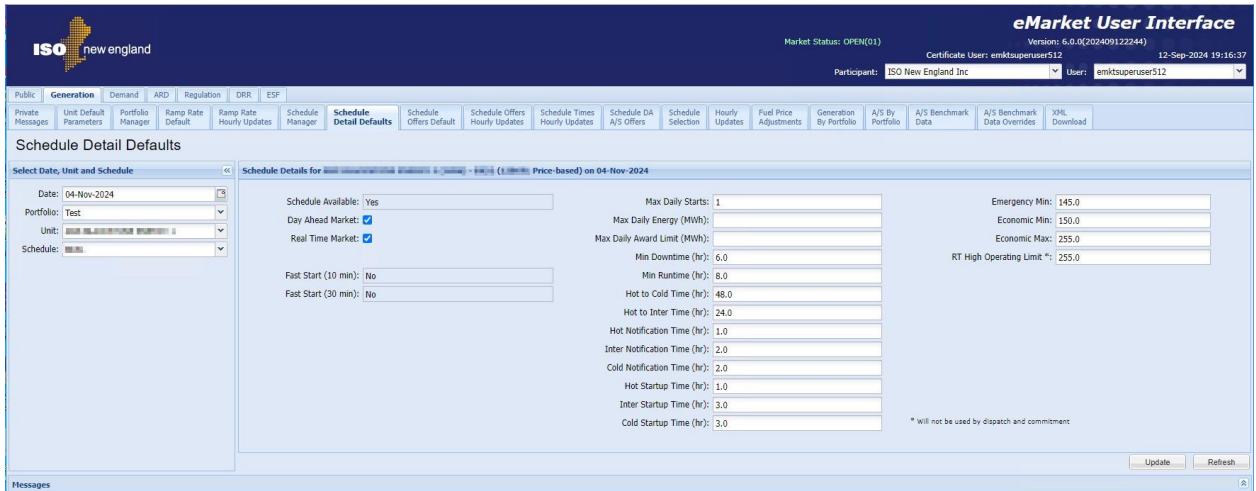 eMarket User Interface
ISO new england
Market Status: OPEN(01)
Version: 6.0.0(202409122244)
Certificate User: emktsuperuser512
12-Sep-2024 19:16:37
Participant: ISO New England Inc User: emktsuperuser512
Public Generation Demand ARD Regulation DRR ESF
Private Messages
Unit Default Parameters
Portfolio Manager
Ramp Rate Default
Ramp Rate Hourly Updates
Schedule Manager
Schedule Detail Defaults
Schedule Offers Default
Schedule Offers Hourly Updates
Schedule Times Hourly Updates
Schedule DA A/S Offers
Schedule Selection
Hourly Updates
Fuel Price Adjustments
Generation By Portfolio
A/S By Portfolio
A/S Benchmark Data
A/S Benchmark Data Overrides
XML Download
Schedule Detail Defaults
Select Date, Unit and Schedule
Date: 04-Nov-2024
Portfolio: Test
Unit:
Schedule:
Schedule Details for - ( Price-based) on 04-Nov-2024
Schedule Available: Yes
Day Ahead Market:
Real Time Market:
Fast Start (10 min): No
Fast Start (30 min): No
Max Daily Starts: 1
Max Daily Energy (MWh):
Max Daily Award Limit (MWh):
Min Downtime (hr): 6.0
Min Runtime (hr): 8.0
Hot to Cold Time (hr): 48.0
Hot to Inter Time (hr): 24.0
Hot Notification Time (hr): 1.0
Inter Notification Time (hr): 2.0
Cold Notification Time (hr): 2.0
Hot Startup Time (hr): 1.0
Inter Startup Time (hr): 3.0
Cold Startup Time (hr): 3.0
Emergency Min: 145.0
Economic Min: 150.0
Economic Max: 255.0
RT High Operating Limit *: 255.0
* Will not be used by dispatch and commitment
Update Refresh
Messages